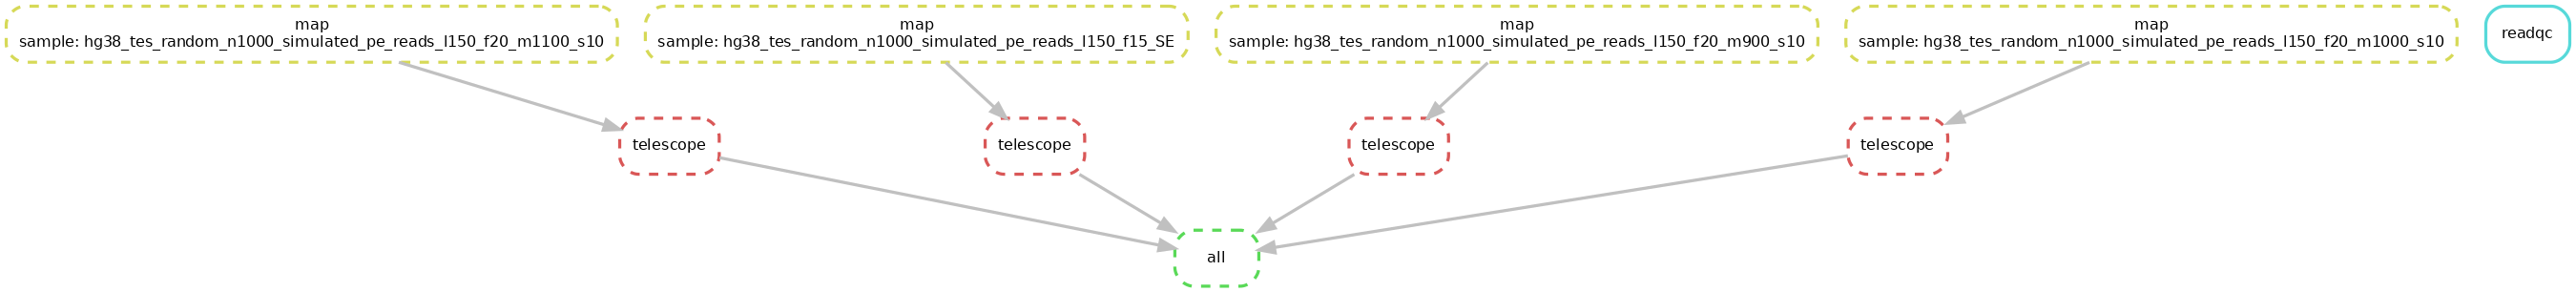 map
sample: hg38_tes_random_n1000_simulated_pe_reads_l150_f20_m1100_s10
map
sample: hg38_tes_random_n1000_simulated_pe_reads_l150_f15_SE
map
sample: hg38_tes_random_n1000_simulated_pe_reads_l150_f20_m900_s10
map
sample: hg38_tes_random_n1000_simulated_pe_reads_l150_f20_m1000_s10
readqc
telescope
telescope
telescope
telescope
all